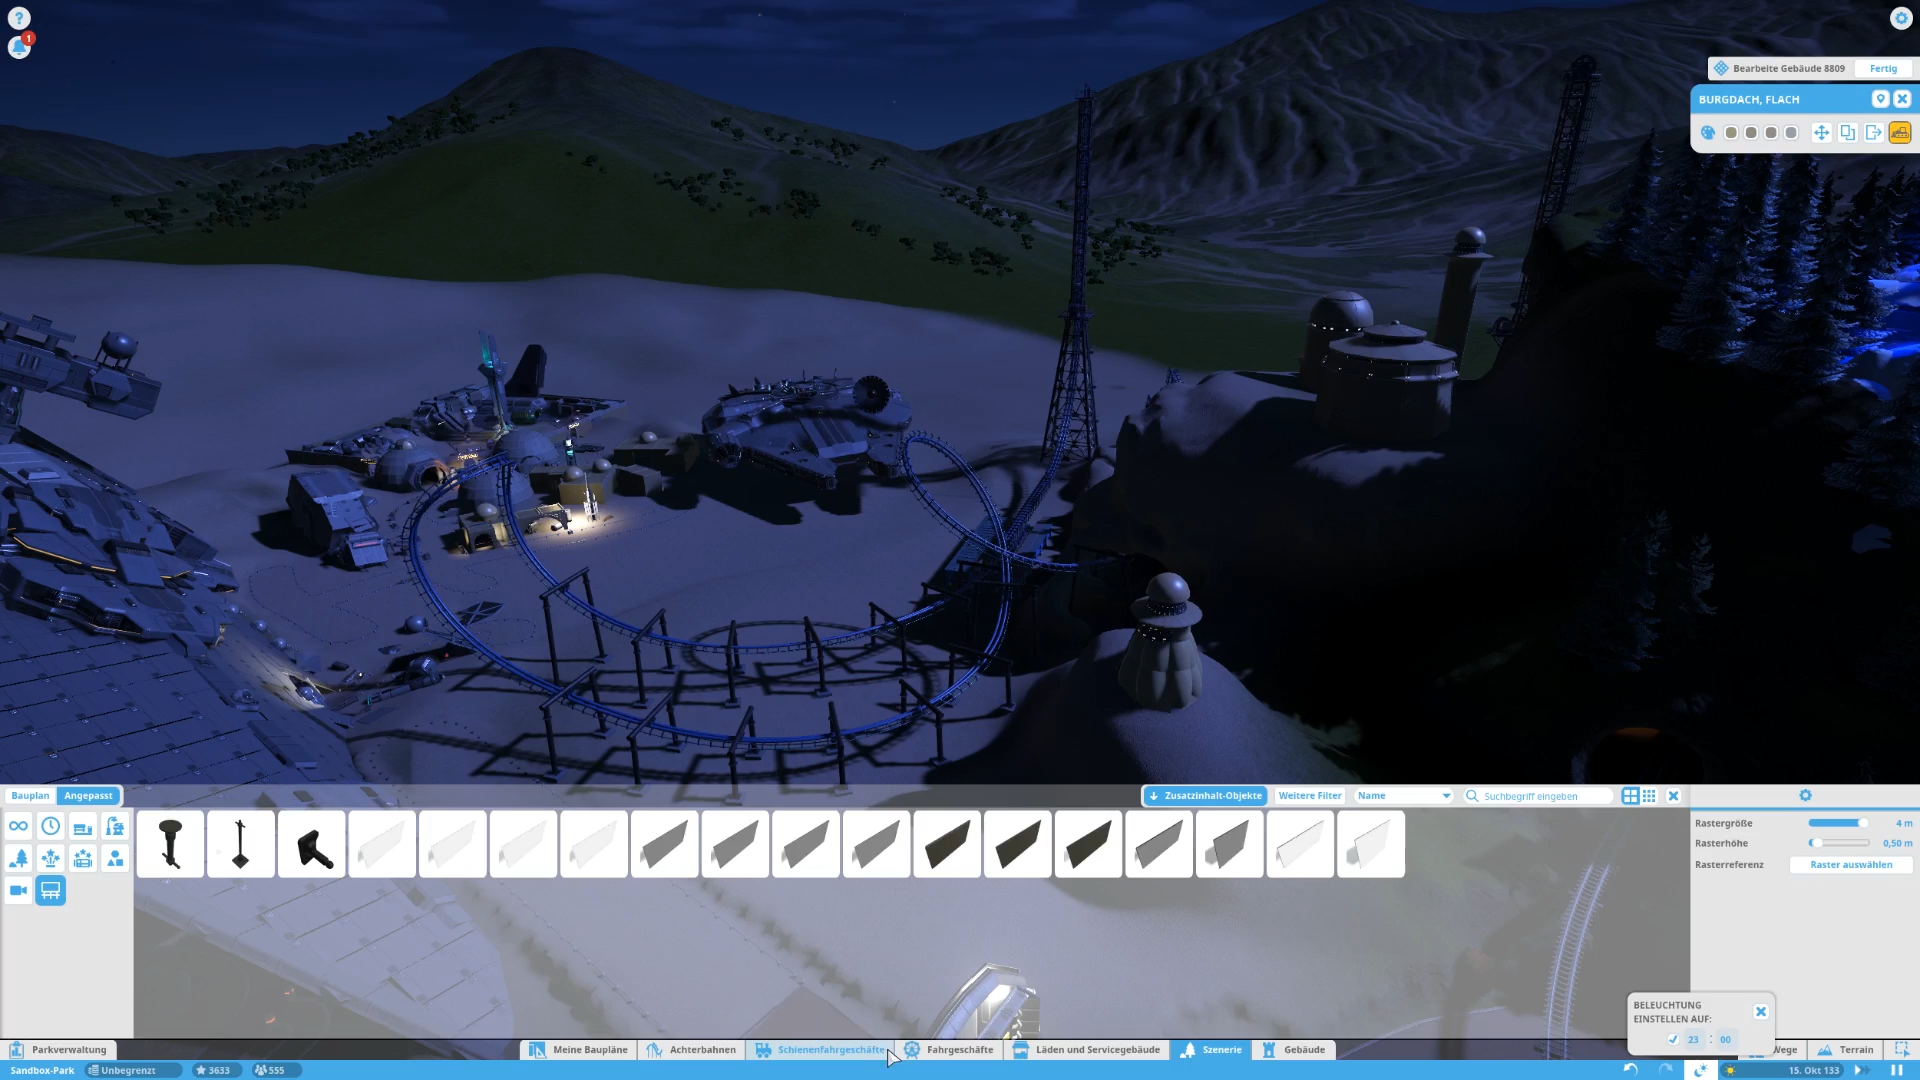 ?
1
Bearbeite Gebäude 8809
Fertig
BURGDACH, FLACH
Bauplan
Angepasst
Zusatzinhalt-Objekte
Weitere Filter
Name
Suchbegriff eingeben
Rastergröße
4 m
Rasterhöhe
0,50 m
Rasterreferenz
Raster auswählen
BELEUCHTUNG
EINSTELLEN AUF:
23 : 00
Parkverwaltung
Meine Baupläne
Achterbahnen
Schienenfahrgeschäfte
Fahrgeschäfte
Läden und Servicegebäude
Szenerie
Gebäude
Wege
Terrain
Sandbox-Park
Unbegrenzt
3633
555
15. Okt 133